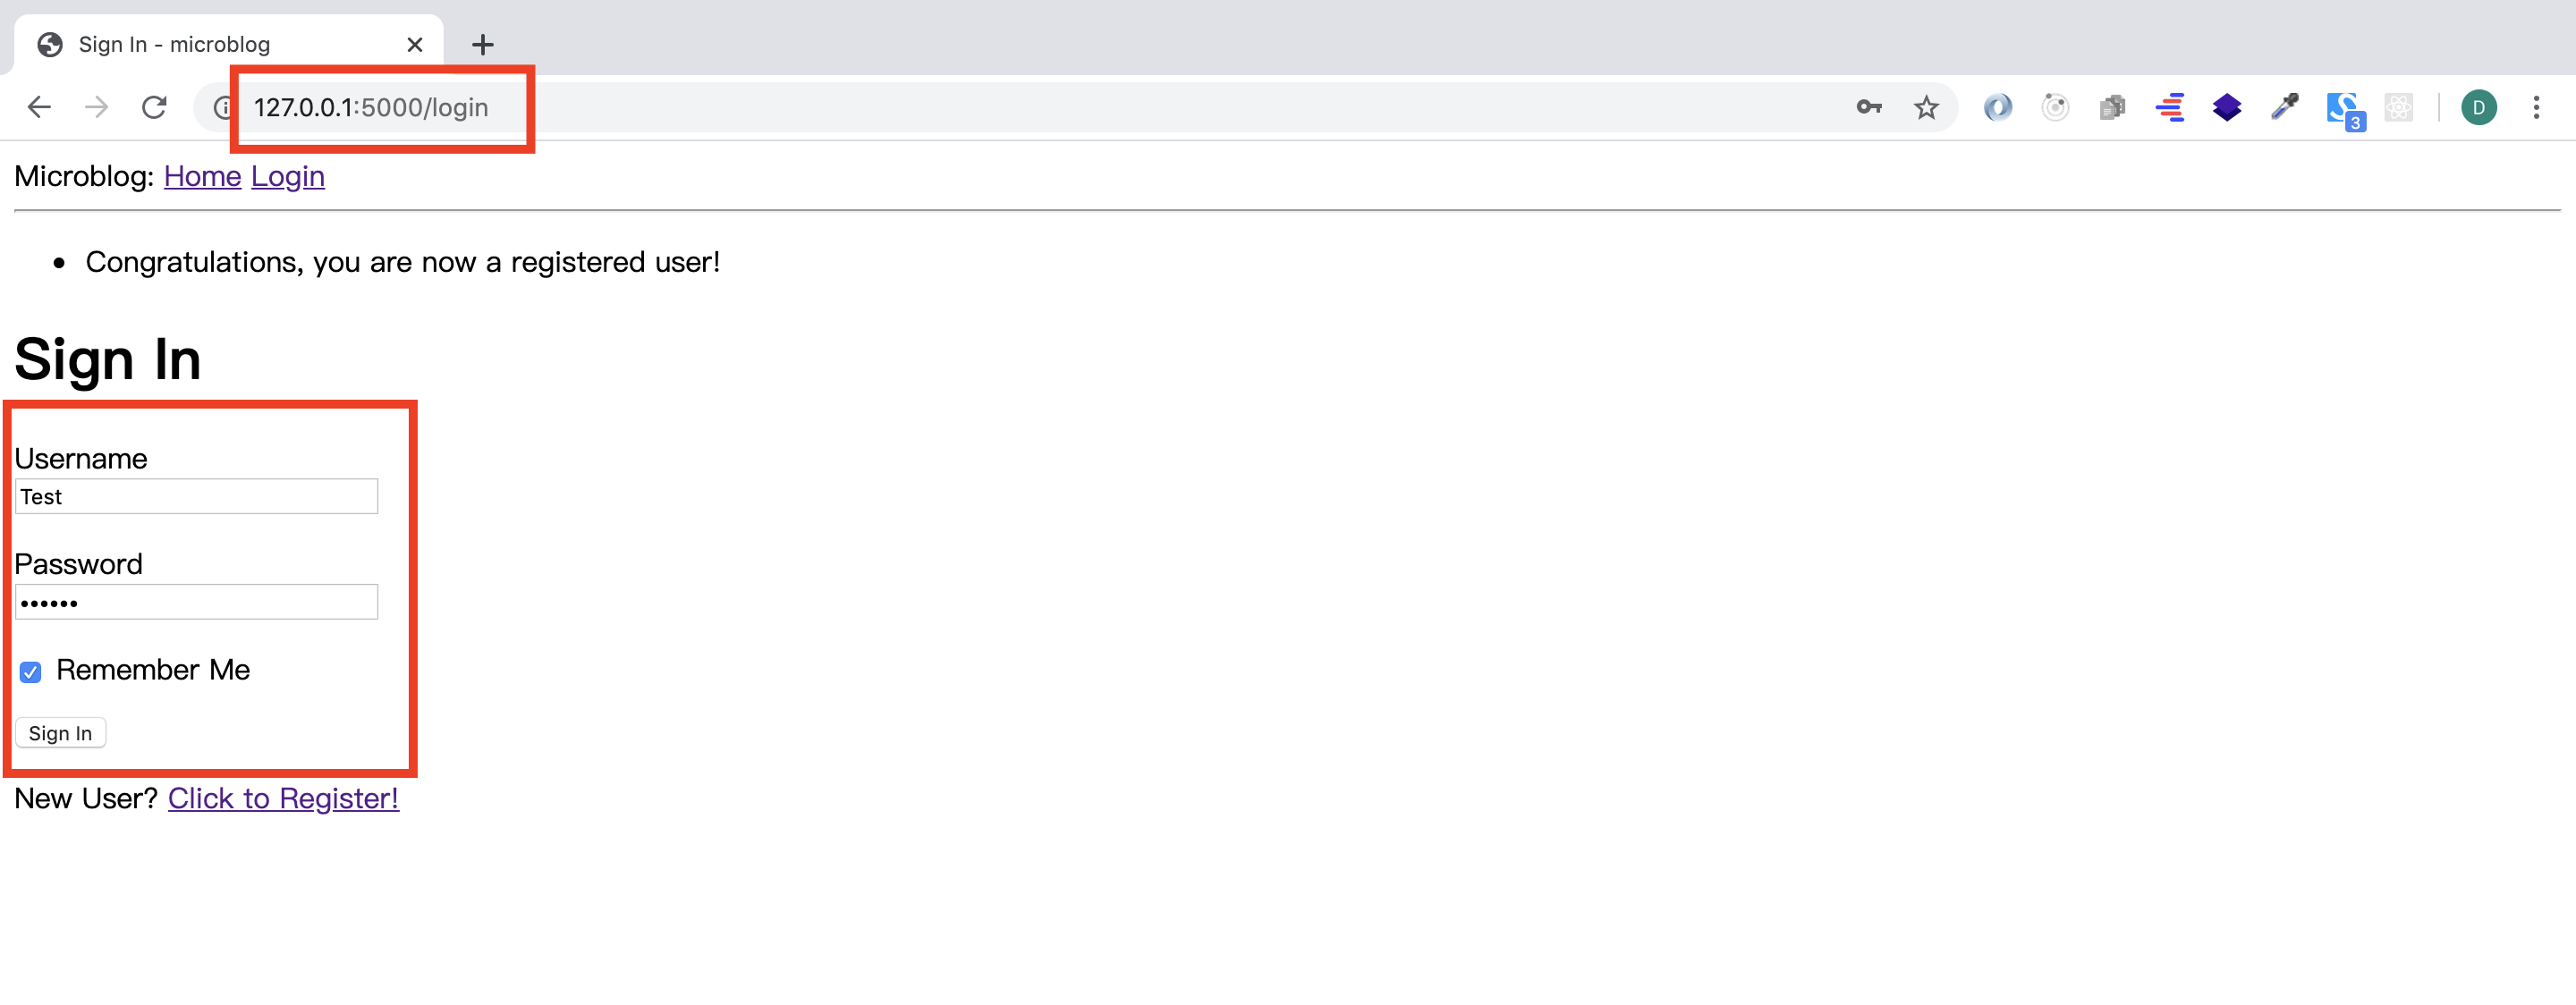 Sign In - microblog
127.0.0.1:5000/login
3
D
Microblog: Home Login
Congratulations, you are now a registered user!
Sign In
Username
Test
Password
Remember Me
Sign In
New User? Click to Register!